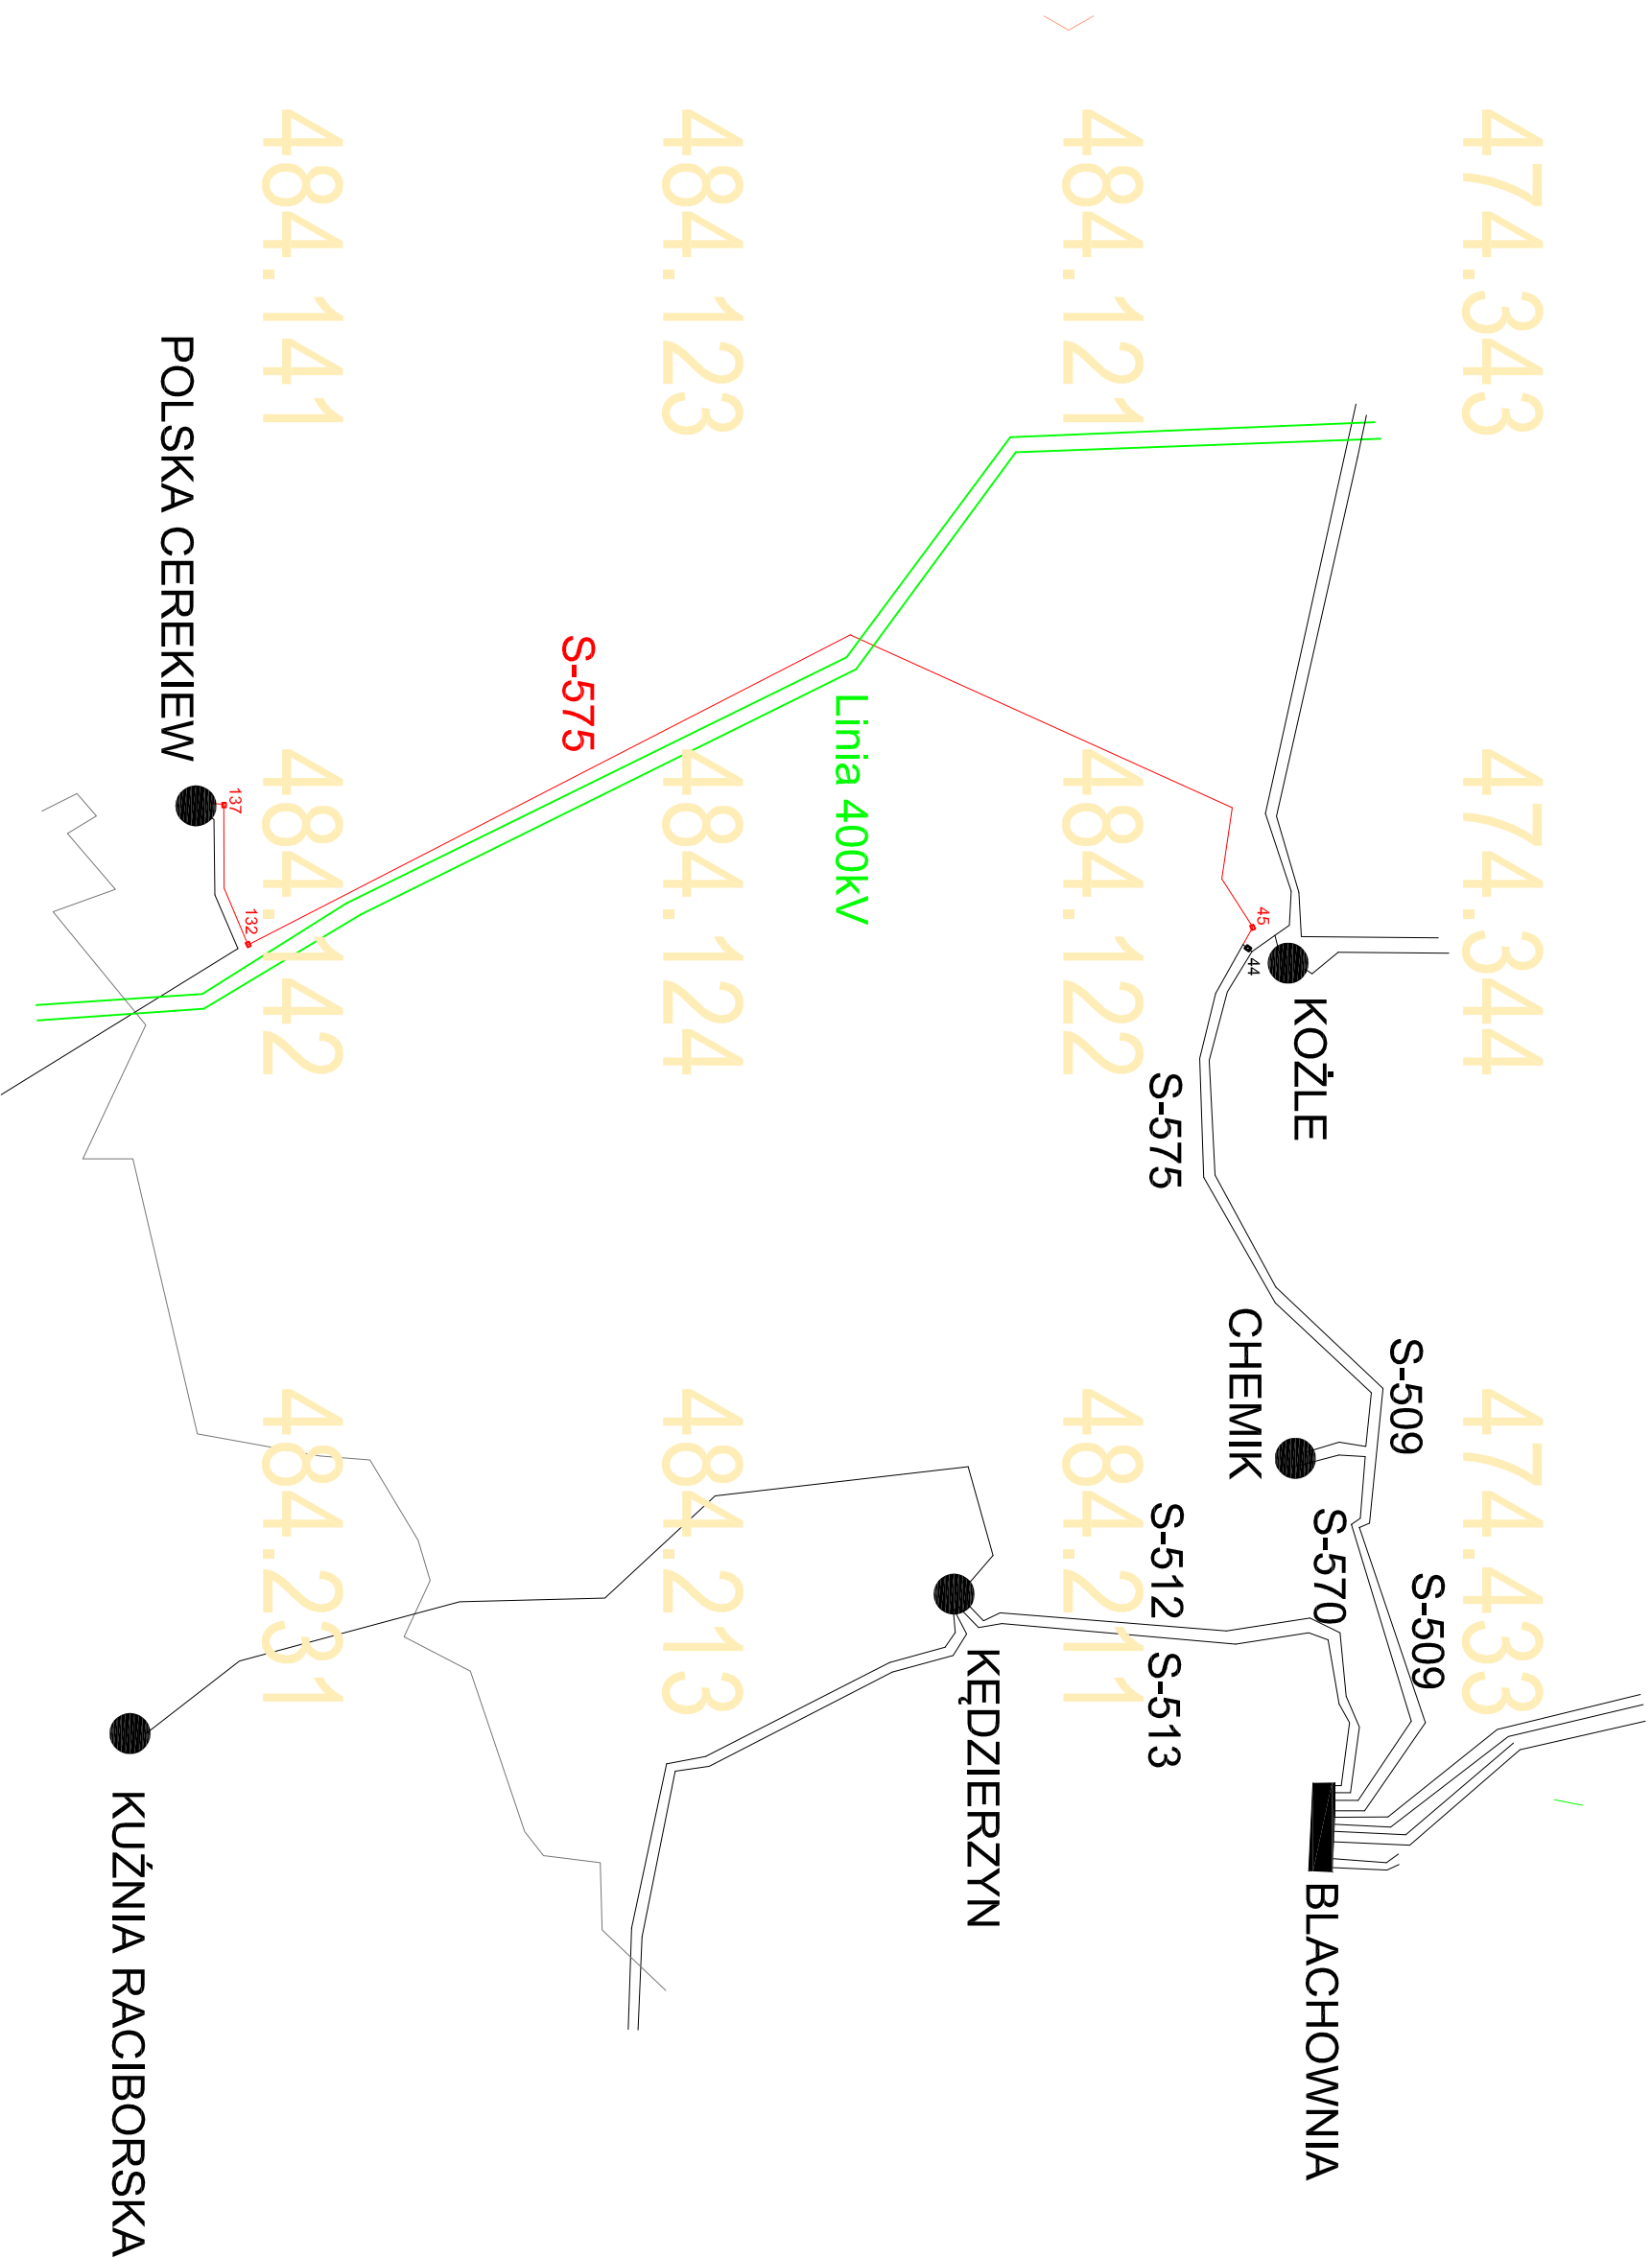 474.343
474.344
474.433
S-509
S-509
KOŹLE
45
44
S-570
BLACHOWNIA
CHEMIK
S-575
S-512
S-513
484.121
484.122
484.211
KĘDZIERZYN
Linia 400kV
484.123
484.124
484.213
S-575
484.141
484.142
484.231
132
137
POLSKA CEREKIEW
KUŹNIA RACIBORSKA